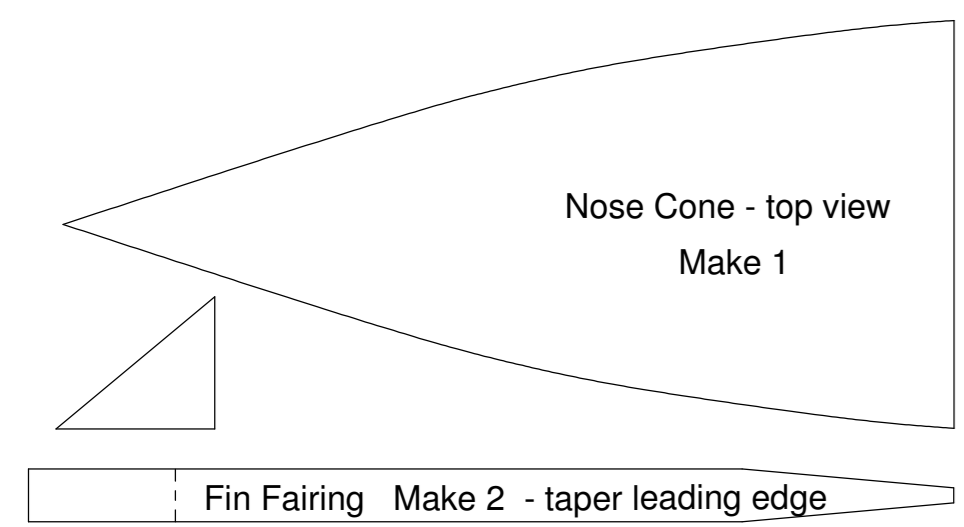 Nose Cone - top view
Make 1
Fin Fairing Make 2 - taper leading edge